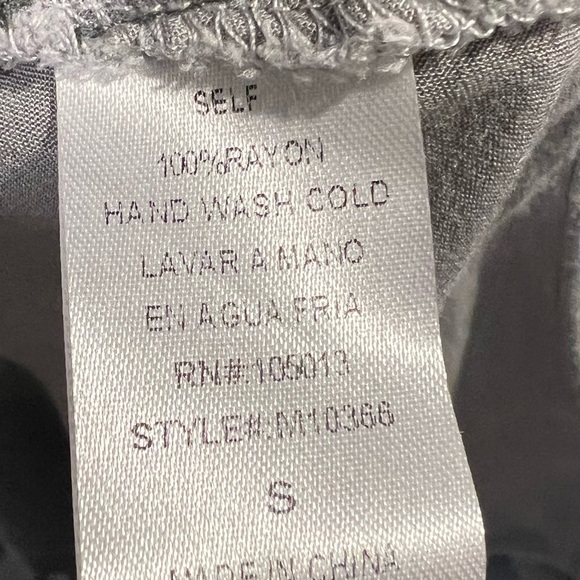 SELF
100%RAYON
HAND WASH COLD
LAVAR A MANO
EN AGUA FRIA
RN#:105013
STYLE#:M10366
S
MADE IN CHINA